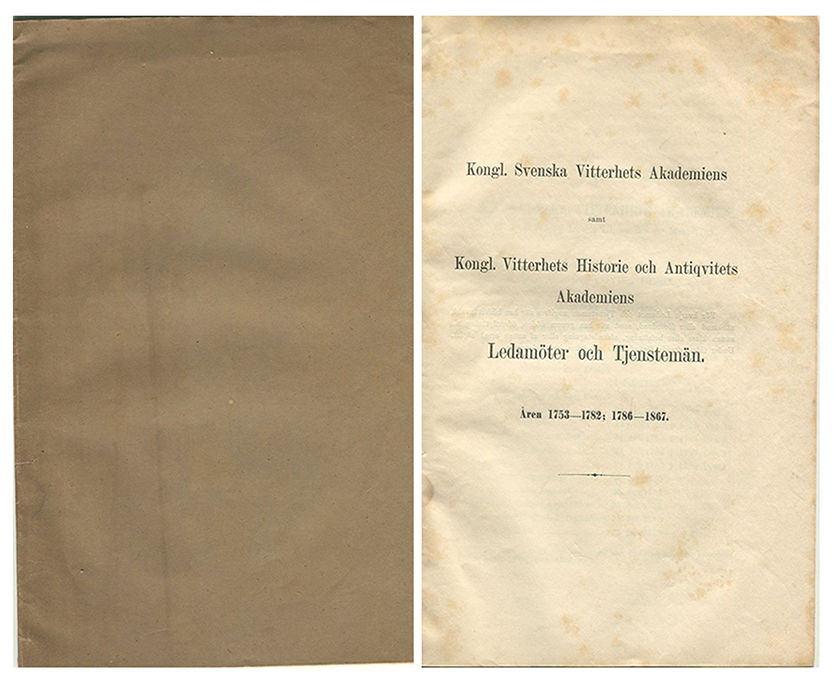 Kongl. Svenska Vitterhets Akademiens
samt
Kongl. Vitterhets Historie och Antiqvitets
Akademiens
Ledamöter och Tjenstemän.
Åren 1753—1782; 1786—1867.